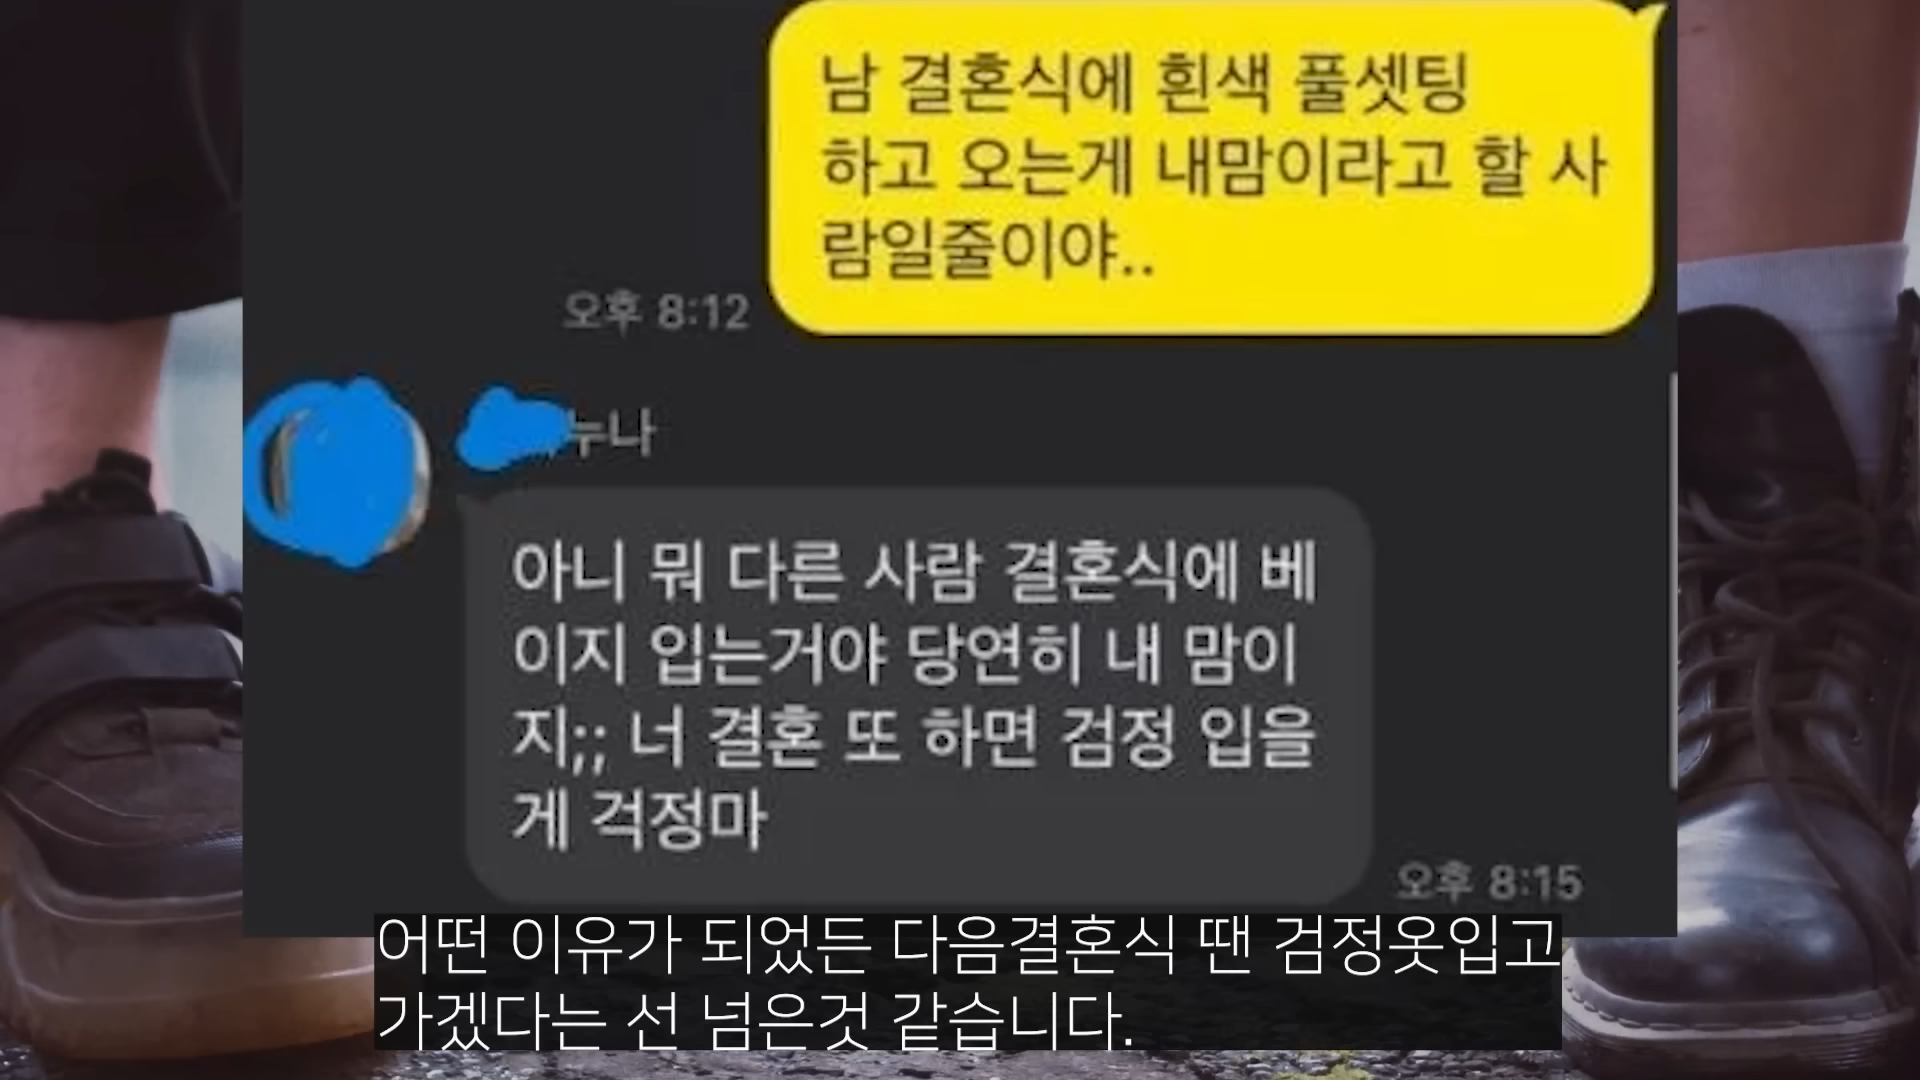 남 결혼식에 흰색 풀셋팅
하고 오는게 내맘이라고 할 사
람일줄이야..
오후 8:12
누나
아니 뭐 다른 사람 결혼식에 베
이지 입는거야 당연히 내 맘이
지;; 너 결혼 또 하면 검정 입을
게 걱정마
오후 8:15
어떤 이유가 되었든 다음결혼식 땐 검정옷입고
가겠다는 선 넘은것 같습니다.